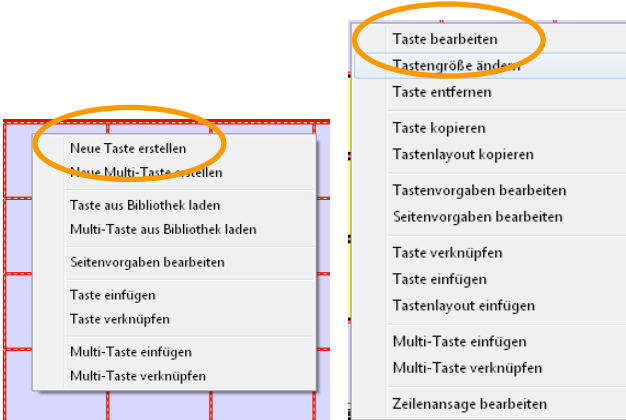 Neue Taste erstellen
Neue Multi-Taste erstellen
Taste aus Bibliothek laden
Multi-Taste aus Bibliothek laden
Seitenvorgaben bearbeiten
Taste einfügen
Taste verknüpfen
Multi-Taste einfügen
Multi-Taste verknüpfen
Taste bearbeiten
Tastengröße ändern
Taste entfernen
Taste kopieren
Tastenlayout kopieren
Tastenvorgaben bearbeiten
Seitenvorgaben bearbeiten
Taste verknüpfen
Taste einfügen
Tastenlayout einfügen
Multi-Taste einfügen
Multi-Taste verknüpfen
Zeilenansage bearbeiten